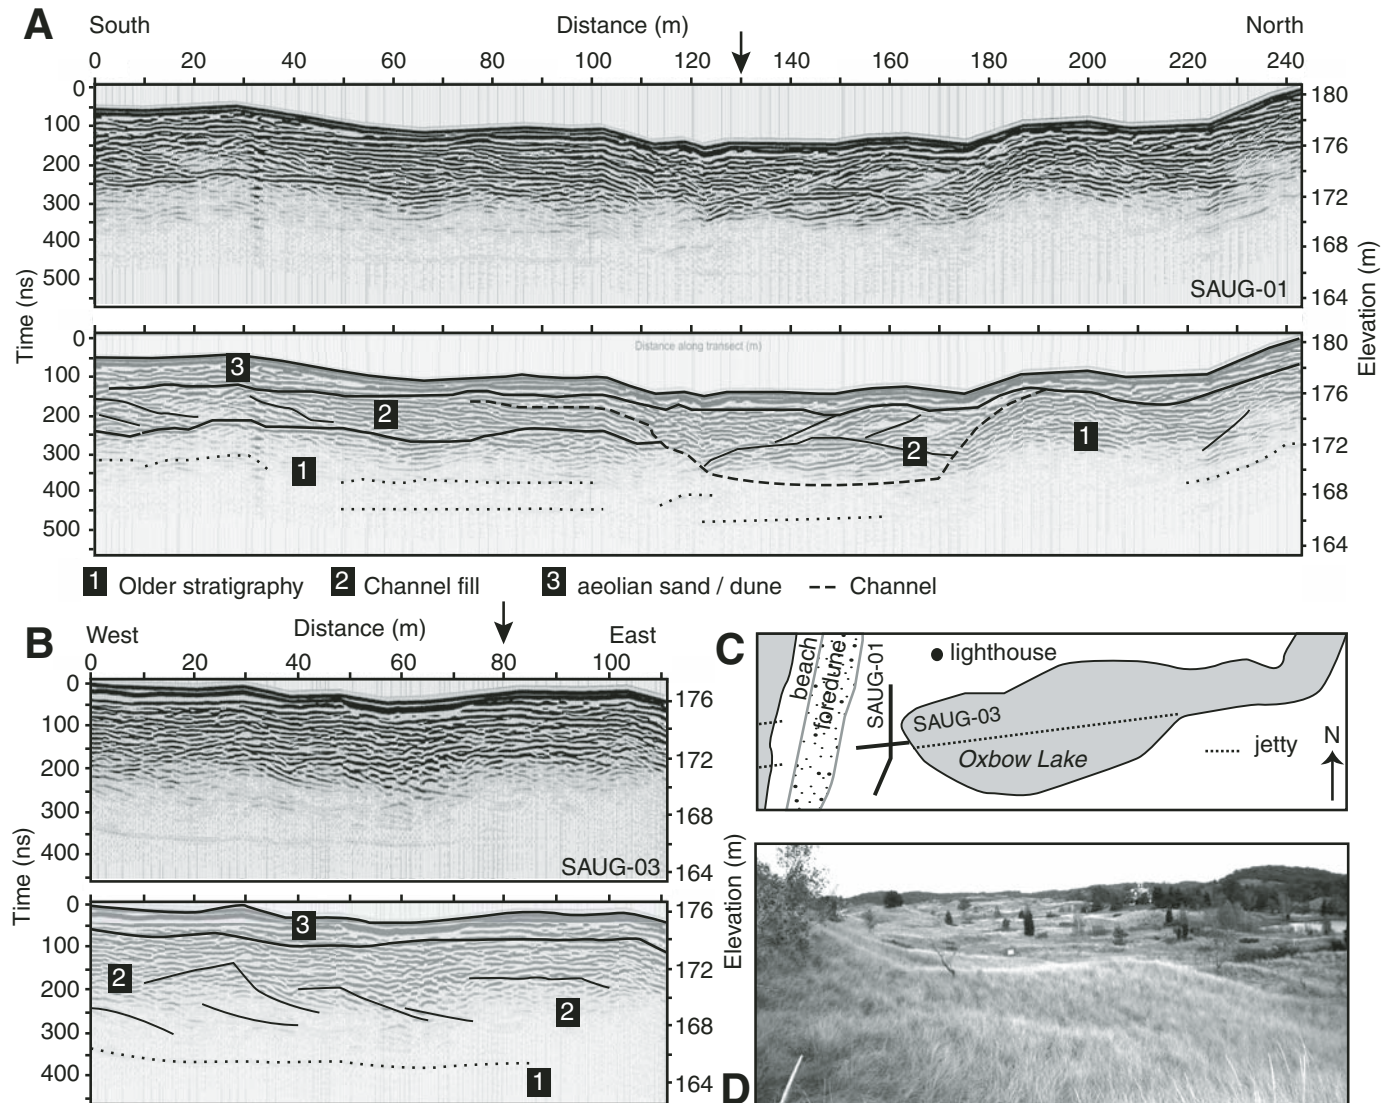 A
South
Distance (m)
North
0 20 40 60 80 100 120 140 160 180 200 220 240
0
100
200
300
400
500
180
176
172
168
164
SAUG-01
Time (ns)
Elevation (m)
Distance along transect (m)
0
100
200
300
400
500
180
176
172
168
164
3
2
1
2
1
1 Older stratigraphy 2 Channel fill 3 aeolian sand / dune -- Channel
B
West
Distance (m)
East
0 20 40 60 80 100
0
100
200
300
400
176
172
168
164
SAUG-03
Time (ns)
Elevation (m)
0
100
200
300
400
176
172
168
164
3
2
2
1
C
beach
foredune
SAUG-01
lighthouse
SAUG-03
Oxbow Lake
jetty
N
D